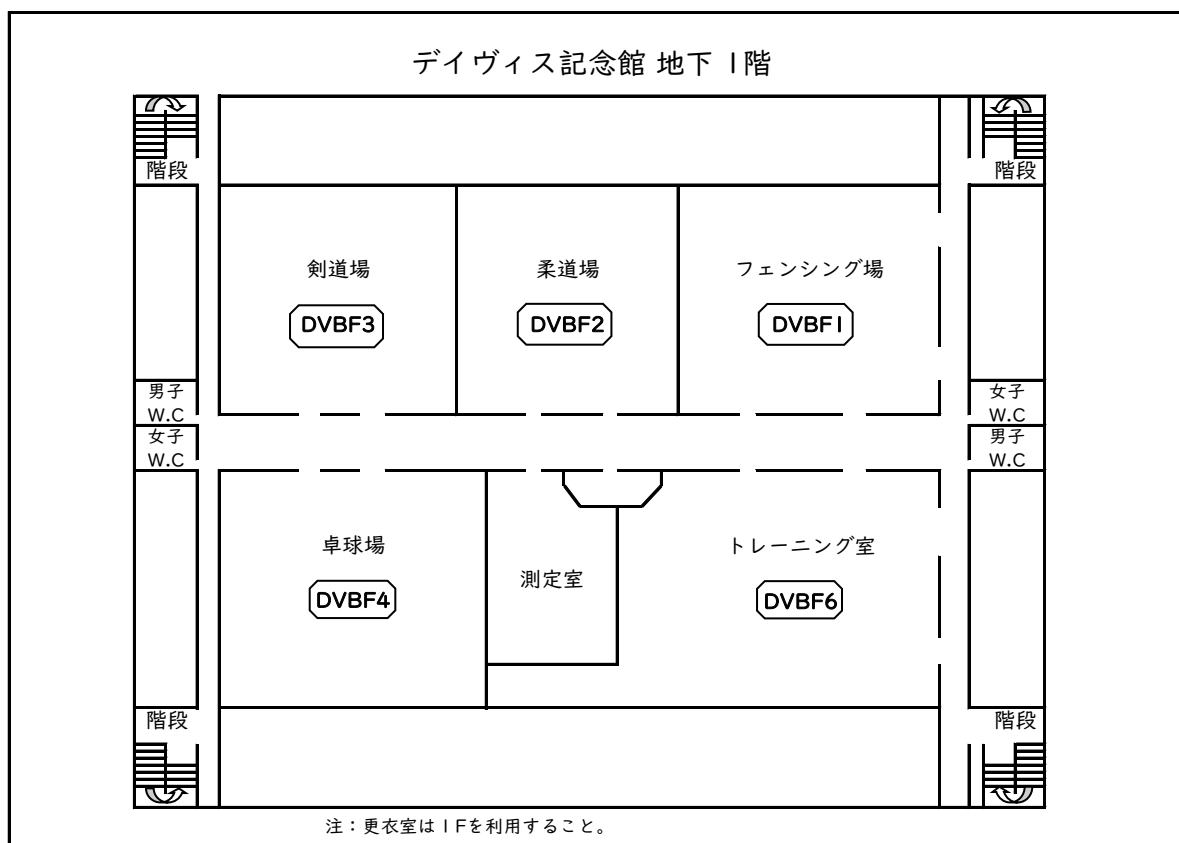 デイヴィス記念館 地下 1階
階段
階段
剣道場
柔道場
フェンシング場
DVBF3
DVBF2
DVBF1
男子
W.C
女子
W.C
女子
W.C
男子
W.C
卓球場
測定室
トレーニング室
DVBF4
DVBF6
階段
階段
注：更衣室は1Fを利用すること。